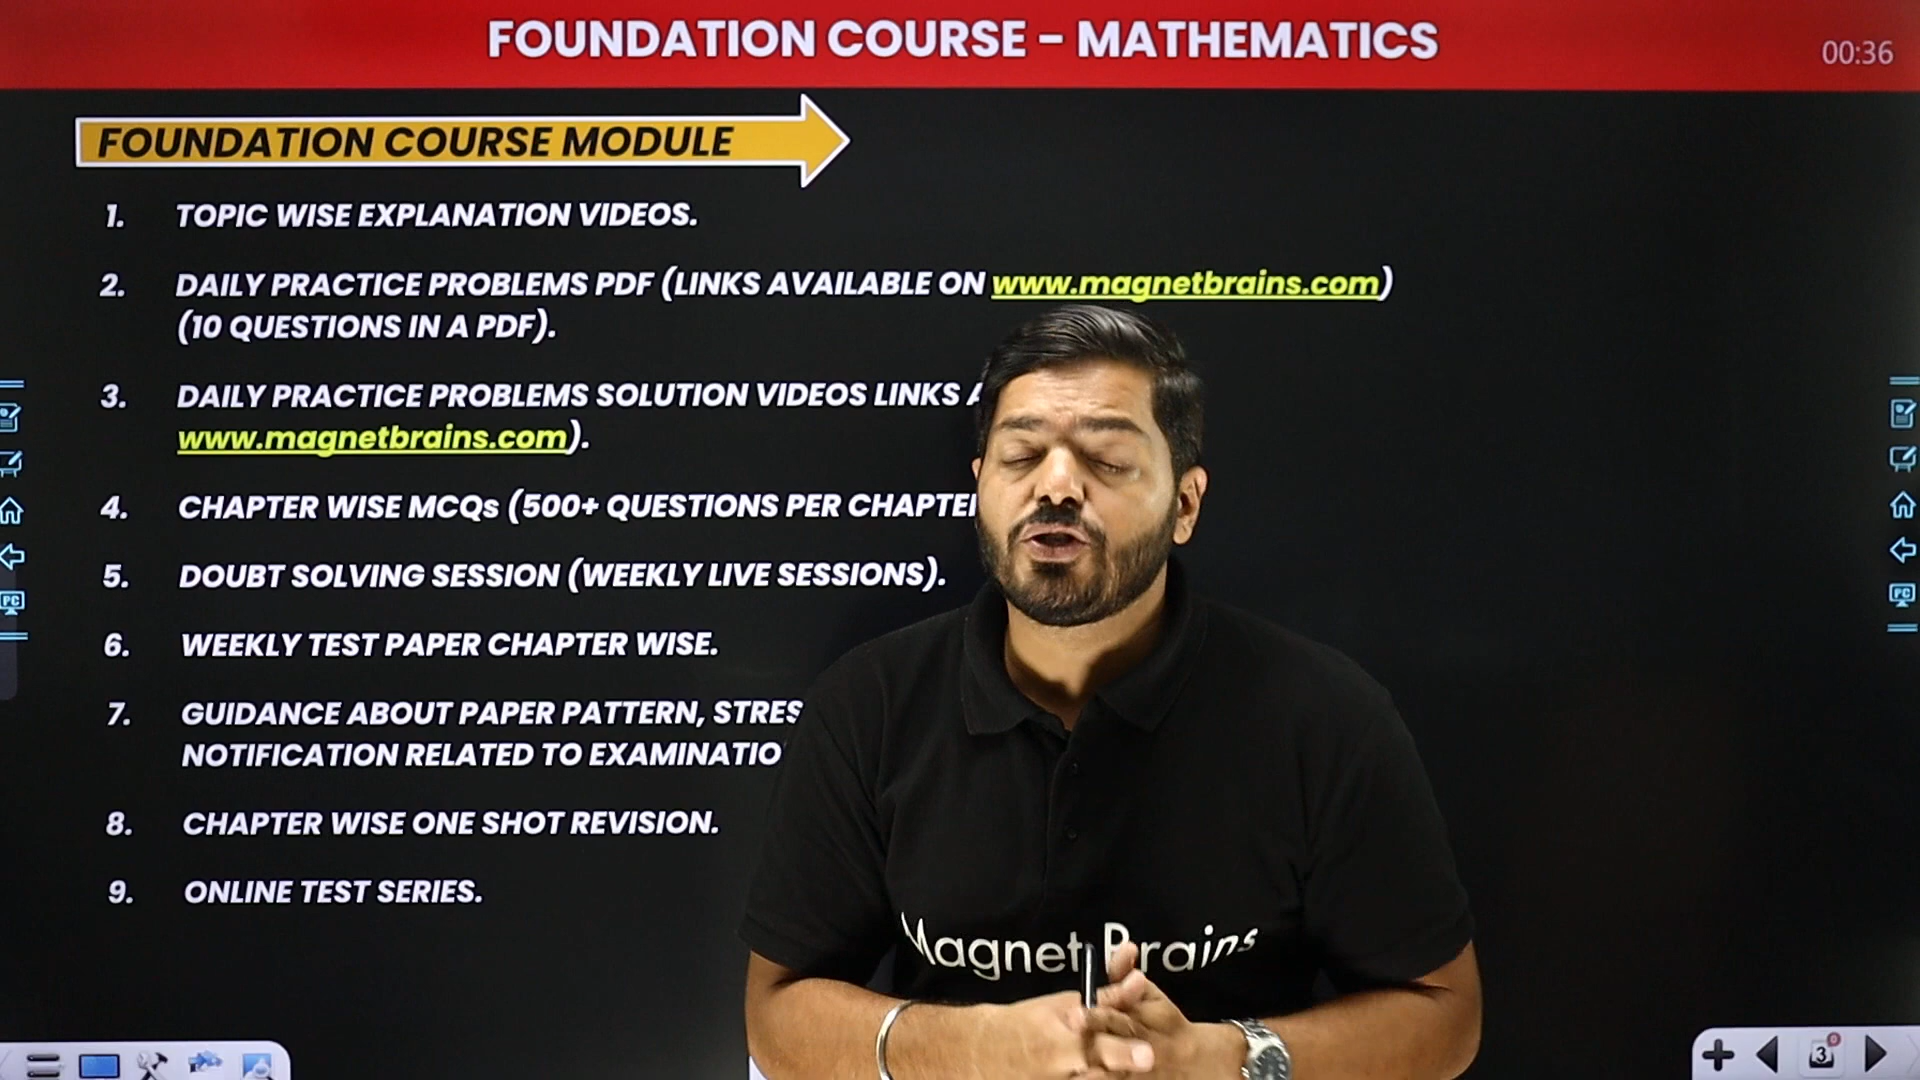 FOUNDATION COURSE - MATHEMATICS
00:36
FOUNDATION COURSE MODULE
1. TOPIC WISE EXPLANATION VIDEOS.
2. DAILY PRACTICE PROBLEMS PDF (LINKS AVAILABLE ON www.magnetbrains.com)
(10 QUESTIONS IN A PDF).
3. DAILY PRACTICE PROBLEMS SOLUTION VIDEOS LINKS
www.magnetbrains.com).
4. CHAPTER WISE MCQs (500+ QUESTIONS PER
5. DOUBT SOLVING SESSION (WEEKLY LIVE SESSIONS).
6. WEEKLY TEST PAPER CHAPTER WISE.
7. GUIDANCE ABOUT PAPER PATTERN,
NOTIFICATION RELATED TO
8. CHAPTER WISE ONE SHOT REVISION.
9. ONLINE TEST SERIES.
Magnet Brains
PC
PC
3